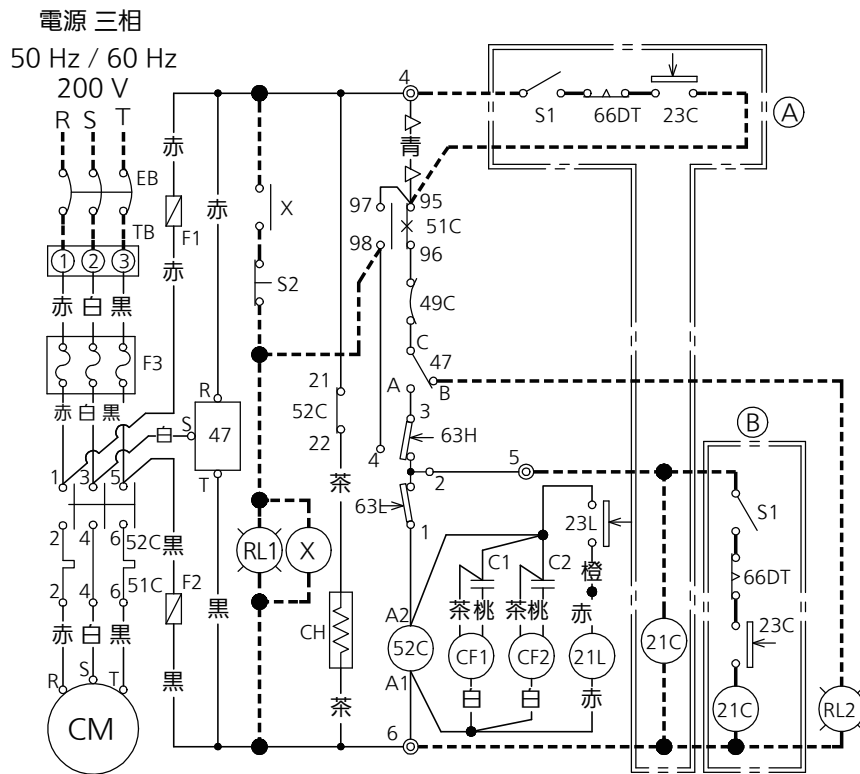 電源 三相
50 Hz / 60 Hz
200 V
R S T
EB
TB
1 2 3
赤 白 黒
F3
赤 白 黒
1 3 5
2 4 6
52C
51C
2 4 6
赤 白 黒
R S T
CM
赤
F1
赤
赤
R
S
白
47
T
黒
黒
F2
黒
X
S2
RL1
X
21
52C
22
茶
CH
茶
4
青
97
95
98
51C
96
49C
C
47
A
B
3
63H
4
2
5
63L
1
A2
52C
A1
6
C1
C2
茶 桃
茶 桃
CF1
CF2
白
白
23L
橙
赤
21L
赤
21C
S1
66DT
23C
A
B
S1
66DT
23C
21C
RL2